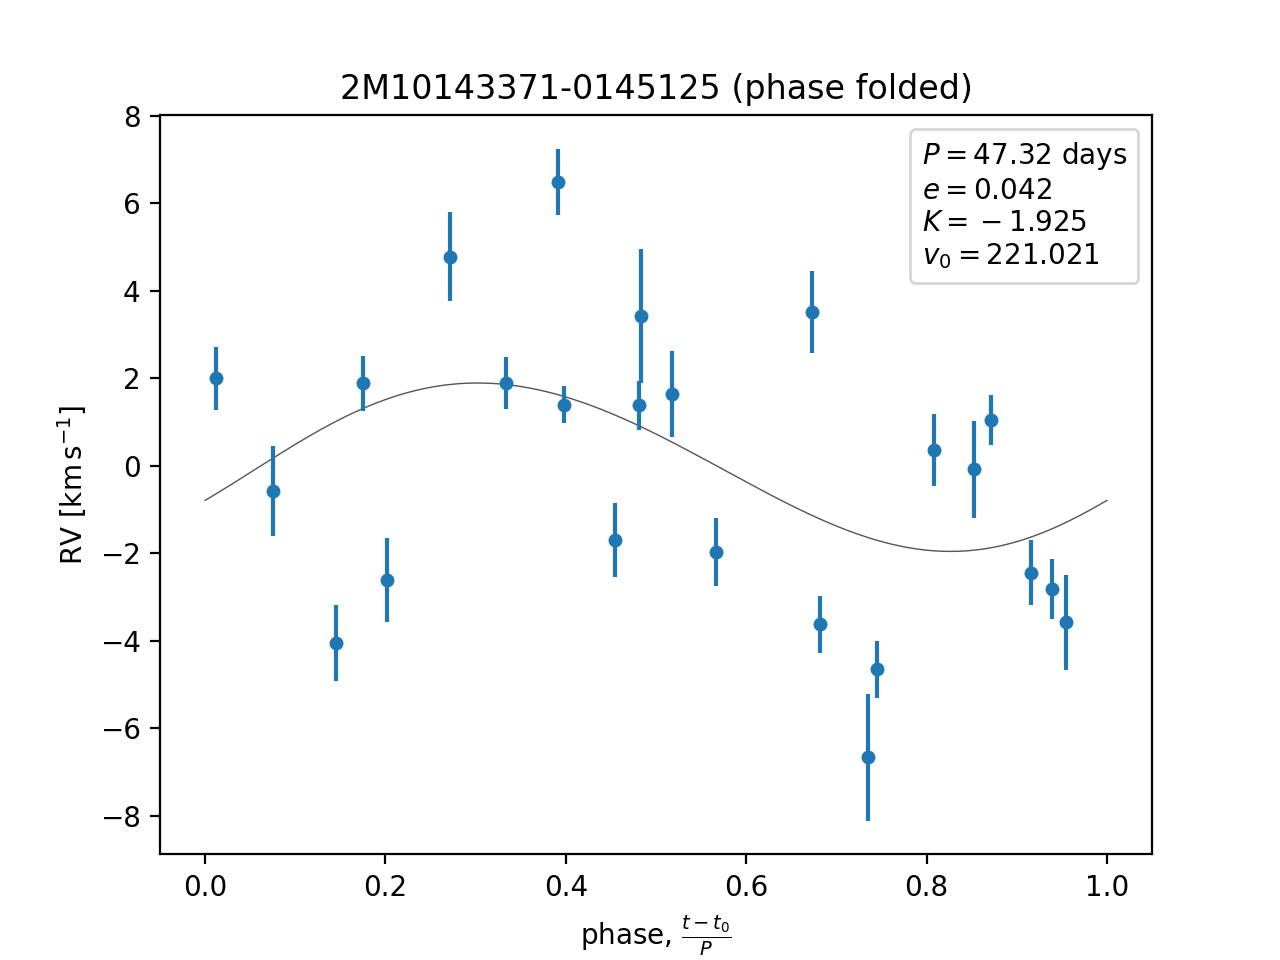 2M10143371-0145125 (phase folded)
P = 47.32 days
e = 0.042
K = −1.925
v₀ = 221.021
8
6
4
2
0
−2
−4
−6
−8
RV [km s⁻¹]
0.0 0.2 0.4 0.6 0.8 1.0
phase, (t − t₀)/P